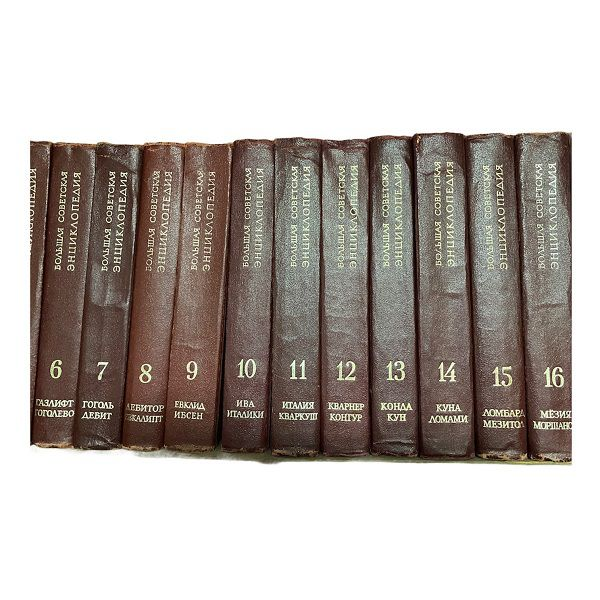 БОЛЬШАЯ СОВЕТСКАЯ
ЭНЦИКЛОПЕДИЯ
6
ГАЗЛИФТ
ГОГОЛЕВО
БОЛЬШАЯ СОВЕТСКАЯ
ЭНЦИКЛОПЕДИЯ
7
ГОГОЛЬ
ДЕБИТ
БОЛЬШАЯ СОВЕТСКАЯ
ЭНЦИКЛОПЕДИЯ
8
ДЕБИТОР
ЕВКАЛИПТ
БОЛЬШАЯ СОВЕТСКАЯ
ЭНЦИКЛОПЕДИЯ
9
ЕВКЛИД
ИБСЕН
БОЛЬШАЯ СОВЕТСКАЯ
ЭНЦИКЛОПЕДИЯ
10
ИВА
ИТАЛИКИ
БОЛЬШАЯ СОВЕТСКАЯ
ЭНЦИКЛОПЕДИЯ
11
ИТАЛИЯ
КВАРКУШ
БОЛЬШАЯ СОВЕТСКАЯ
ЭНЦИКЛОПЕДИЯ
12
КВАРНЕР
КОНГУР
БОЛЬШАЯ СОВЕТСКАЯ
ЭНЦИКЛОПЕДИЯ
13
КОНДА
КУН
БОЛЬШАЯ СОВЕТСКАЯ
ЭНЦИКЛОПЕДИЯ
14
КУНА
ЛОМАМИ
БОЛЬШАЯ СОВЕТСКАЯ
ЭНЦИКЛОПЕДИЯ
15
ЛОМБАРД
МЕЗИТОЛ
БОЛЬШАЯ СОВЕТСКАЯ
ЭНЦИКЛОПЕДИЯ
16
МЁЗИЯ
МОРШАНС